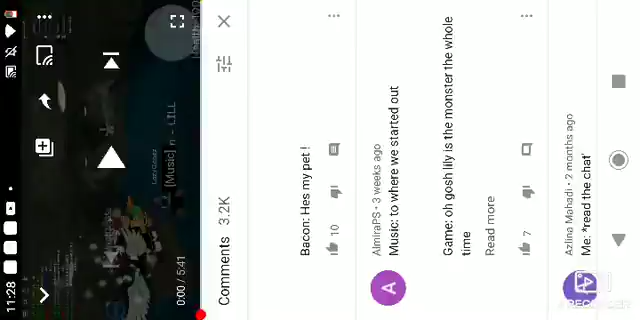 11:28
[Music]
0:00 / 5:41
Comments 3.2K
Bacon: Hes my pet !
10
AlmiraPS • 3 weeks ago
A
Music: to where we started out
Game: oh gosh lily is the monster the whole
time
Read more
7
Azlina Mahadi • 2 months ago
Me: *read the chat*
RECORDER